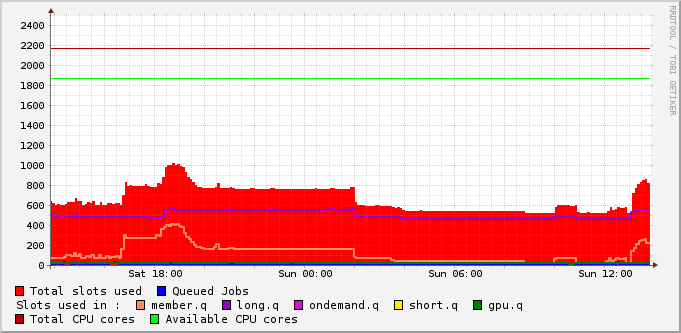 RRDTOOL / TOBI OETIKER
2400
2200
2000
1800
1600
1400
1200
1000
800
600
400
200
0
Sat 18:00 Sun 00:00 Sun 06:00 Sun 12:00
Total slots used Queued Jobs
Slots used in : member.q long.q ondemand.q short.q gpu.q
Total CPU cores Available CPU cores